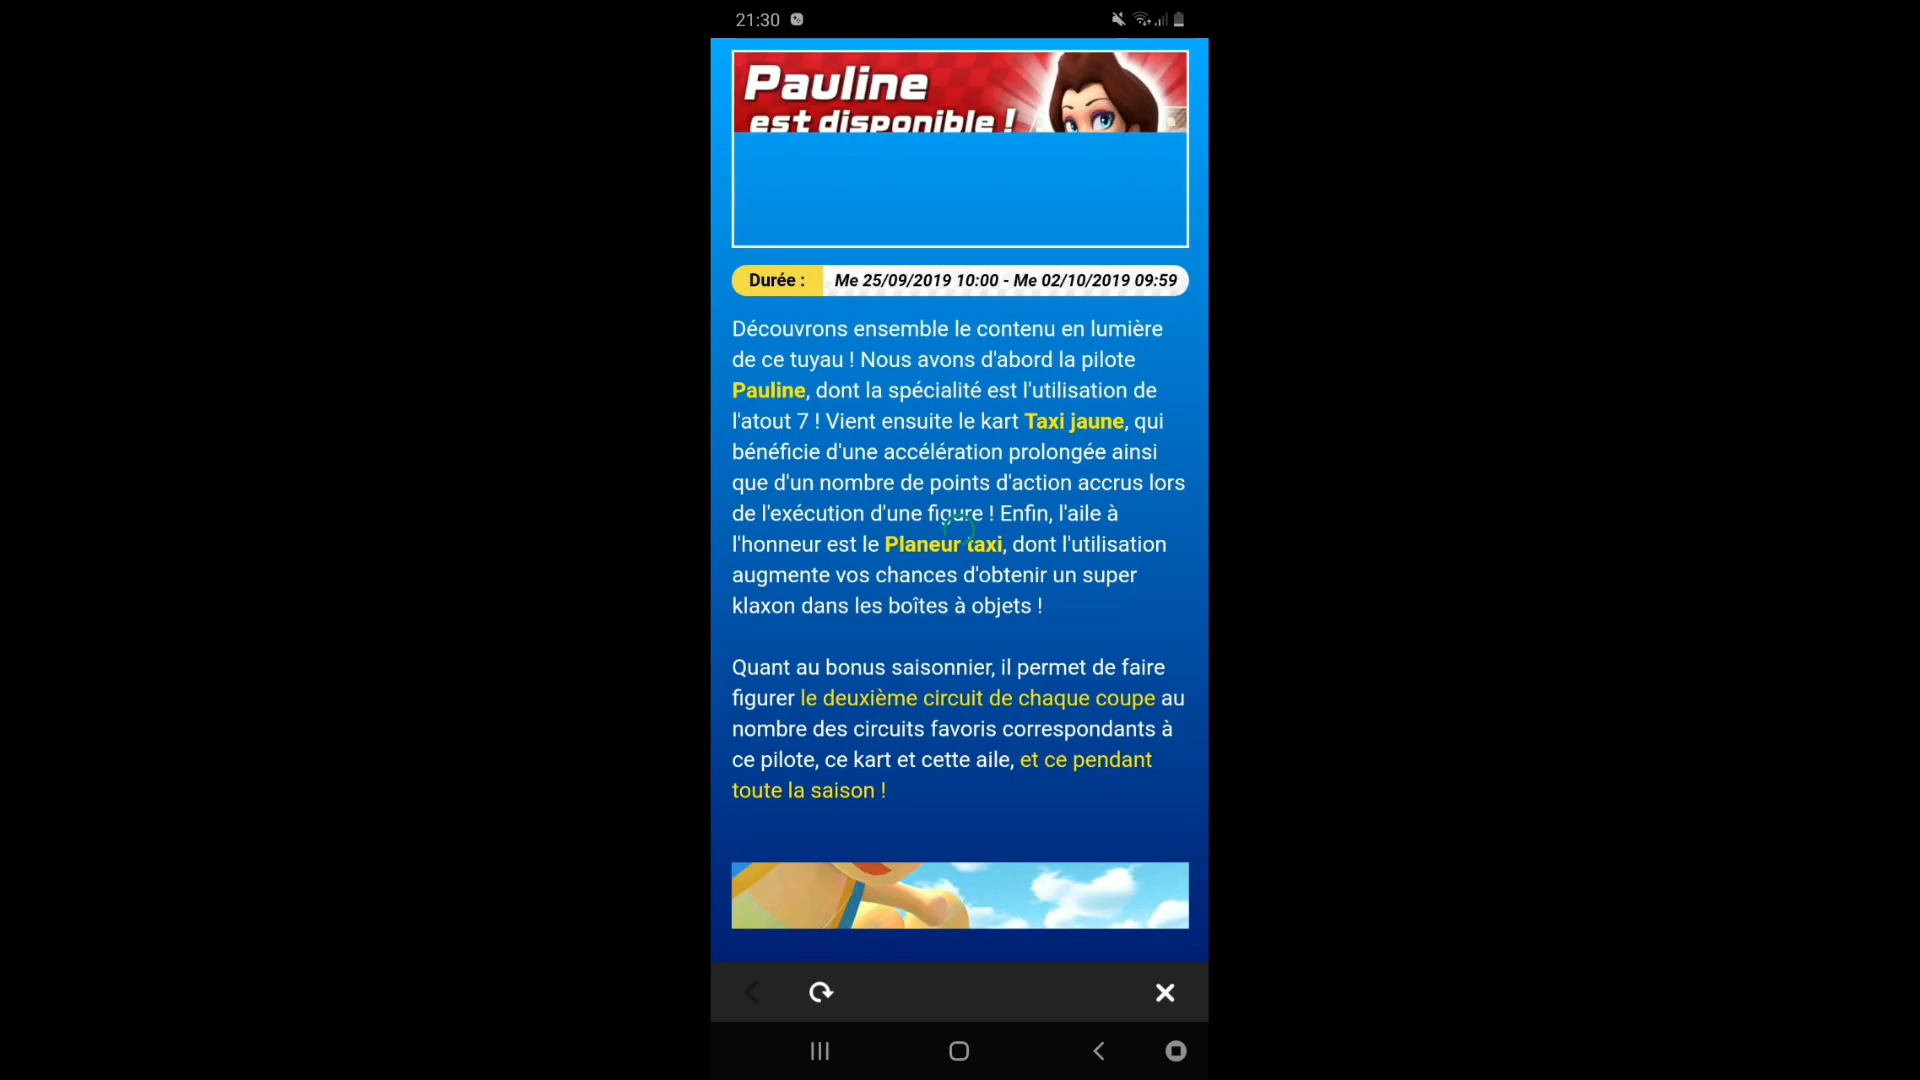 21:30
Pauline
est disponible !
Durée : Me 25/09/2019 10:00 - Me 02/10/2019 09:59
Découvrons ensemble le contenu en lumière
de ce tuyau ! Nous avons d'abord la pilote
Pauline, dont la spécialité est l'utilisation de
l'atout 7 ! Vient ensuite le kart Taxi jaune, qui
bénéficie d'une accélération prolongée ainsi
que d'un nombre de points d'action accrus lors
de l'exécution d'une figure ! Enfin, l'aile à
l'honneur est le Planeur taxi, dont l'utilisation
augmente vos chances d'obtenir un super
klaxon dans les boîtes à objets !
Quant au bonus saisonnier, il permet de faire
figurer le deuxième circuit de chaque coupe au
nombre des circuits favoris correspondants à
ce pilote, ce kart et cette aile, et ce pendant
toute la saison !